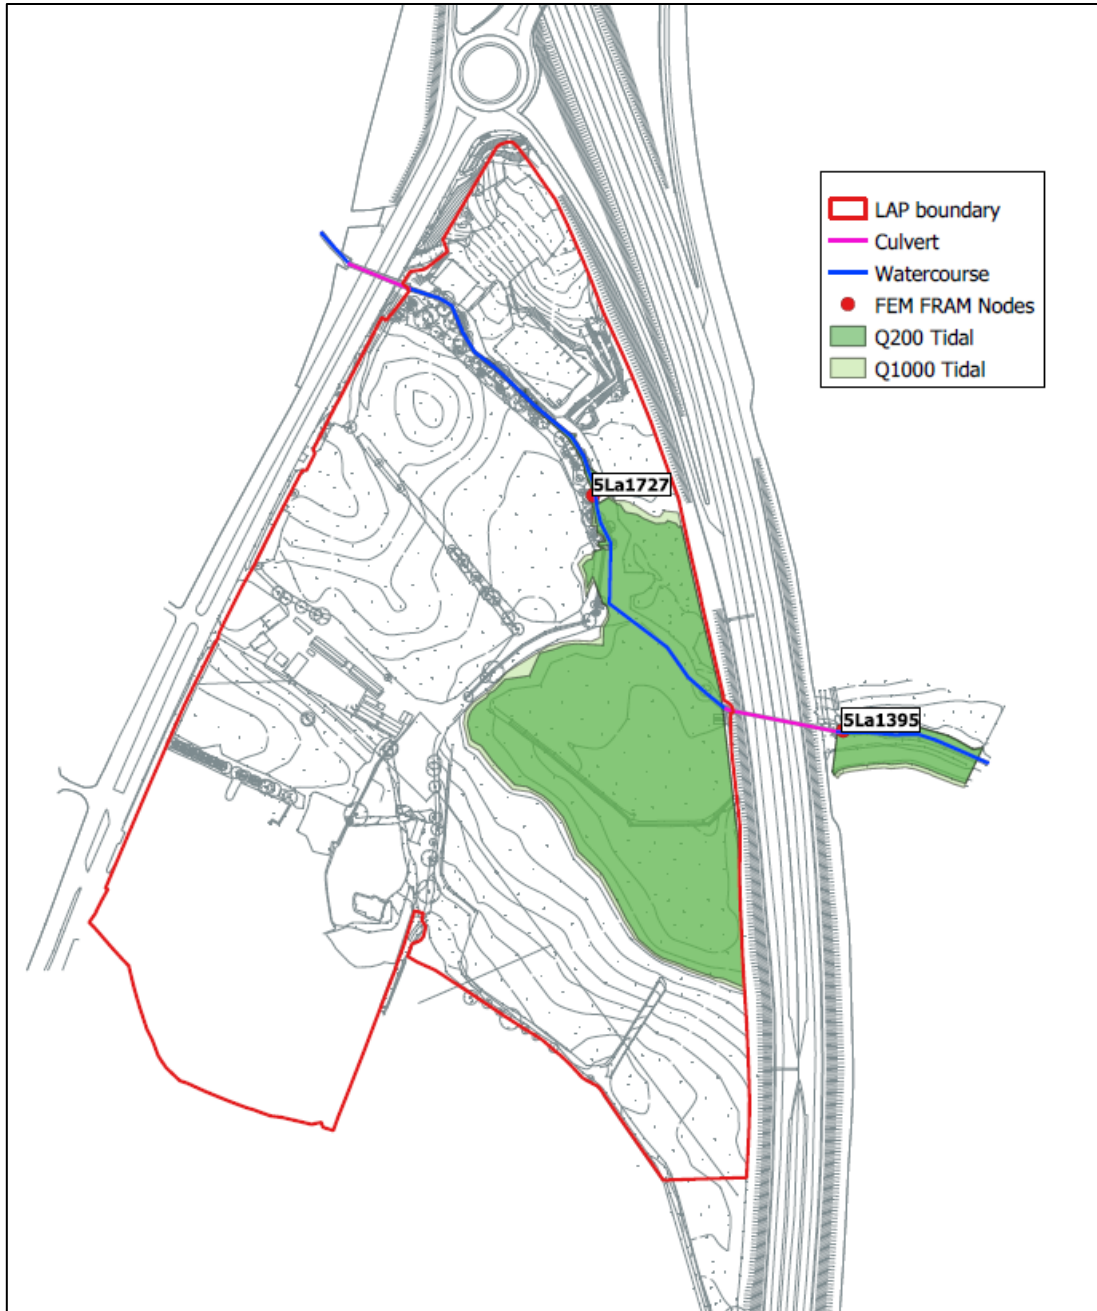 LAP boundary
Culvert
Watercourse
FEM FRAM Nodes
Q200 Tidal
Q1000 Tidal
5La1727
5La1395